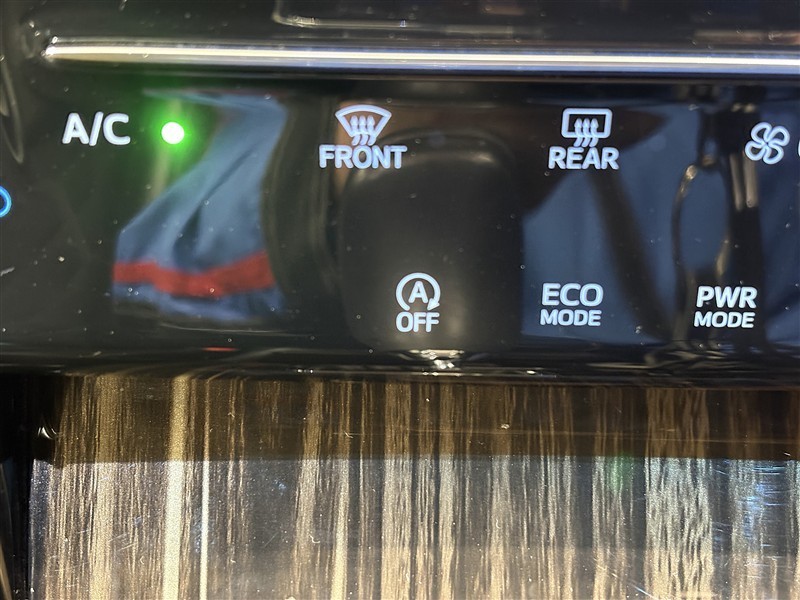 A/C
FRONT
REAR
A
OFF
ECO
MODE
PWR
MODE